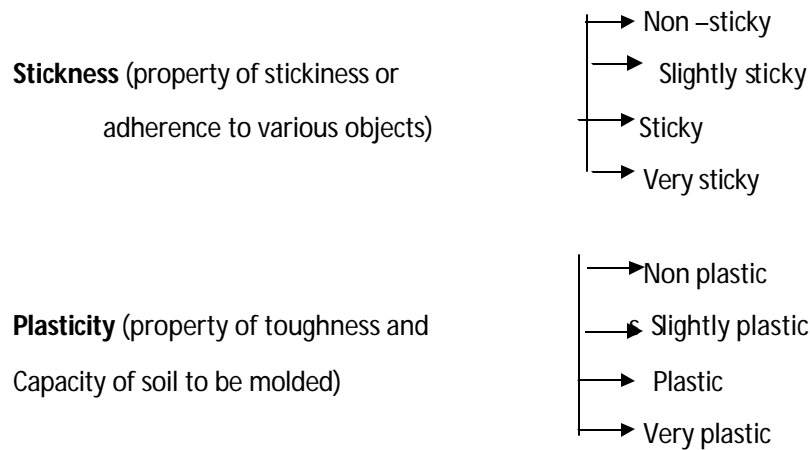 Non –sticky
Stickness (property of stickiness or
Slightly sticky
adherence to various objects)
Sticky
Very sticky
Non plastic
Plasticity (property of toughness and
s Slightly plastic
Capacity of soil to be molded)
Plastic
Very plastic